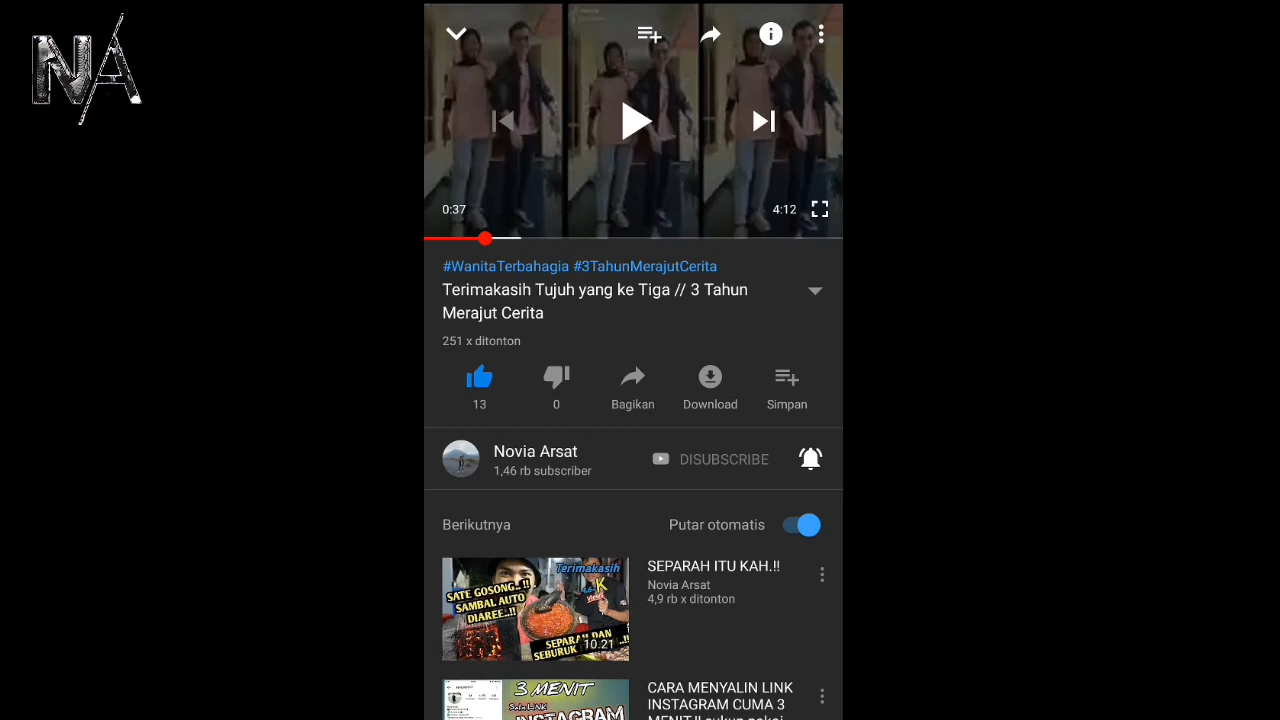 NA
0:37
4:12
#WanitaTerbahagia #3TahunMerajutCerita
Terimakasih Tujuh yang ke Tiga // 3 Tahun
Merajut Cerita
251 x ditonton
13
0
Bagikan
Download
Simpan
Novia Arsat
1,46 rb subscriber
DISUBSCRIBE
Berikutnya
Putar otomatis
Terimakasih
K
SATE GOSONG..!!
SAMBAL AUTO
DIAREE..!!
SEPARAH DAN
SEBURUK
..!!
10.21
SEPARAH ITU KAH.!!
Novia Arsat
4,9 rb x ditonton
3 MENIT
INSTAGRAM
CARA MENYALIN LINK
INSTAGRAM CUMA 3